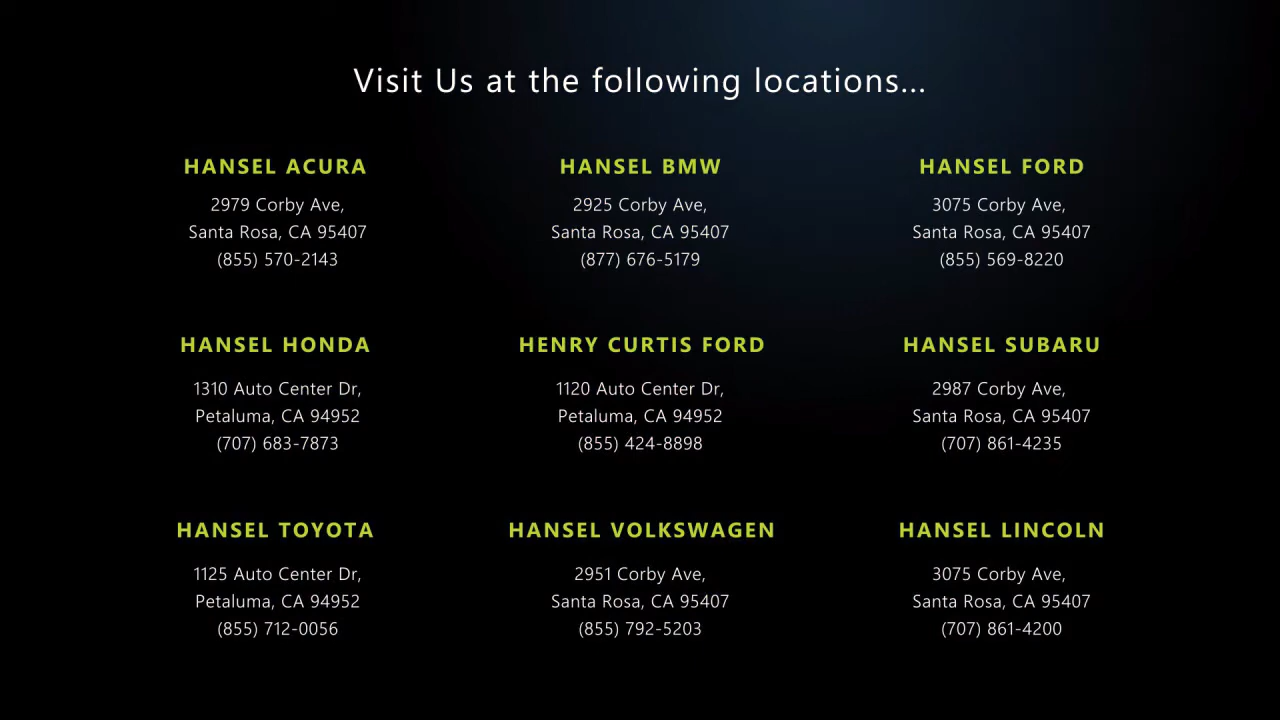 Visit Us at the following locations...
HANSEL ACURA
2979 Corby Ave,
Santa Rosa, CA 95407
(855) 570-2143
HANSEL BMW
2925 Corby Ave,
Santa Rosa, CA 95407
(877) 676-5179
HANSEL FORD
3075 Corby Ave,
Santa Rosa, CA 95407
(855) 569-8220
HANSEL HONDA
1310 Auto Center Dr,
Petaluma, CA 94952
(707) 683-7873
HENRY CURTIS FORD
1120 Auto Center Dr,
Petaluma, CA 94952
(855) 424-8898
HANSEL SUBARU
2987 Corby Ave,
Santa Rosa, CA 95407
(707) 861-4235
HANSEL TOYOTA
1125 Auto Center Dr,
Petaluma, CA 94952
(855) 712-0056
HANSEL VOLKSWAGEN
2951 Corby Ave,
Santa Rosa, CA 95407
(855) 792-5203
HANSEL LINCOLN
3075 Corby Ave,
Santa Rosa, CA 95407
(707) 861-4200